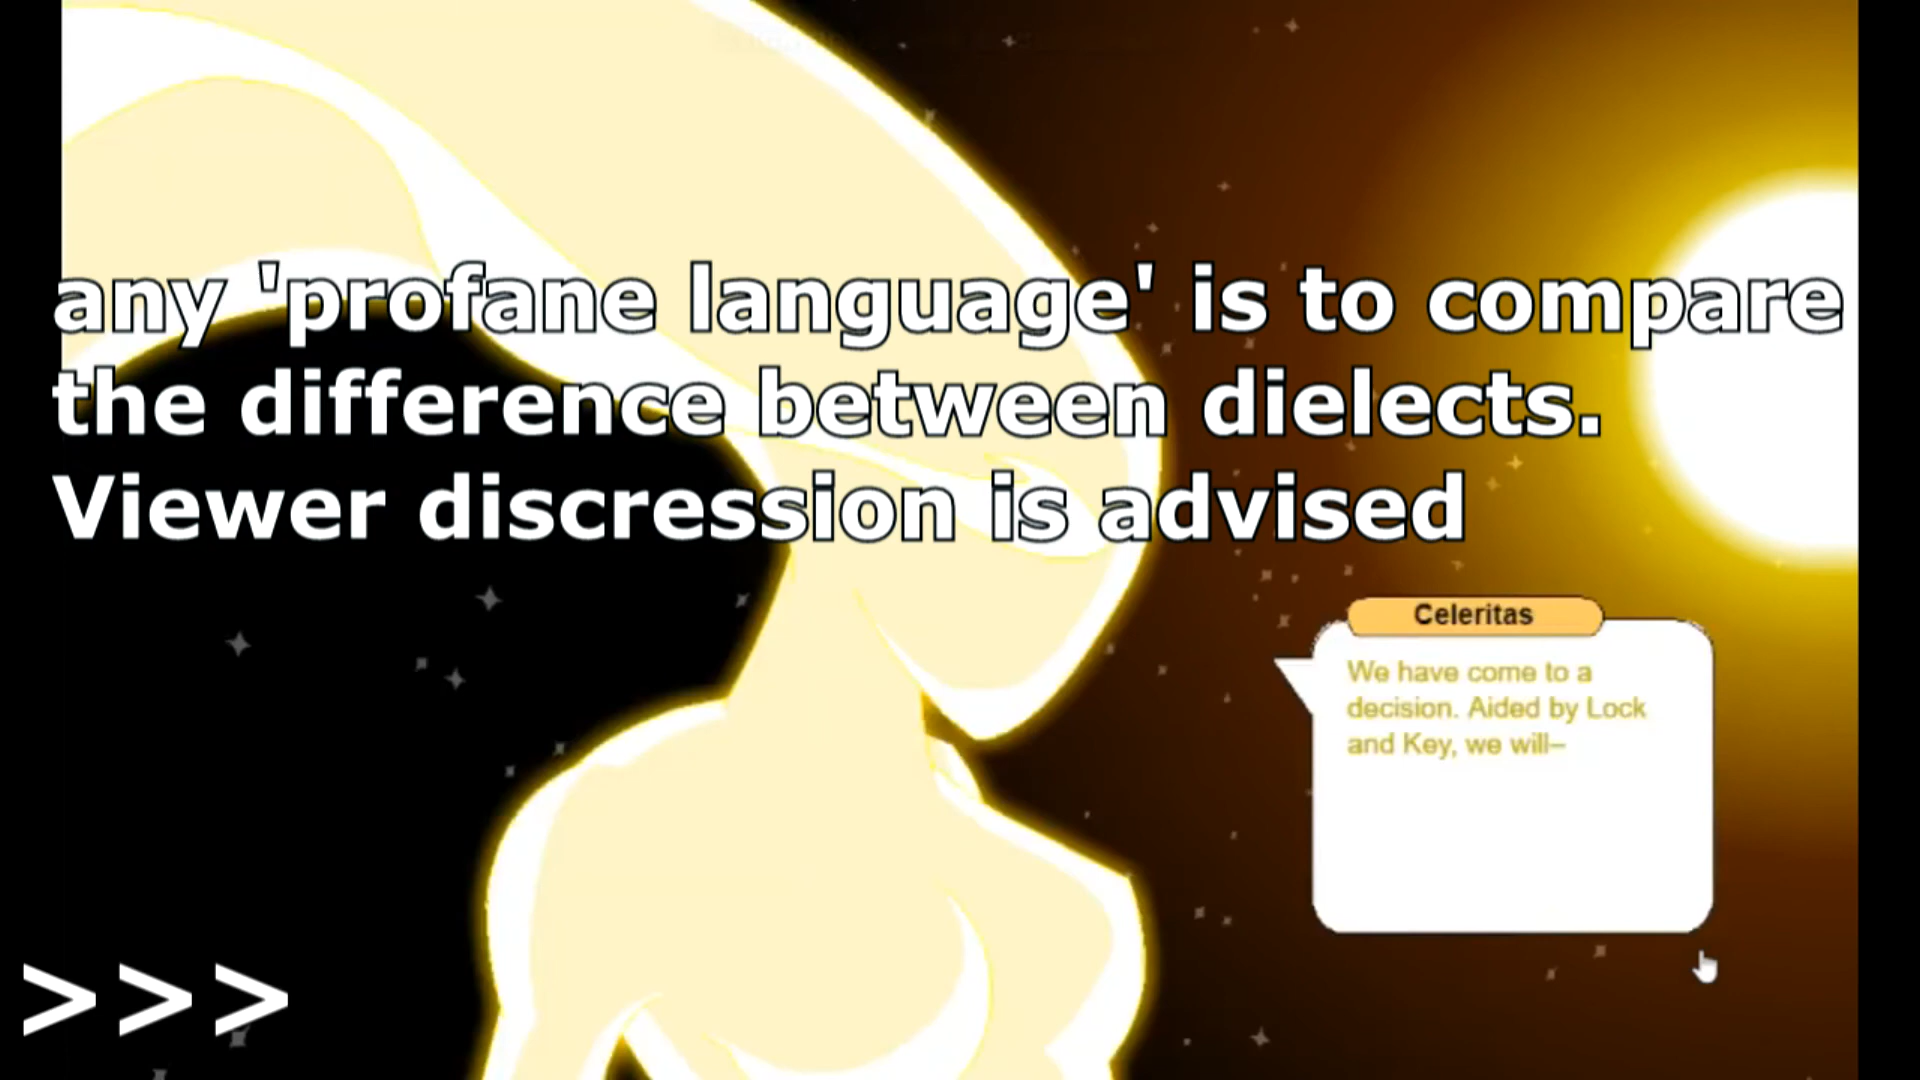 any 'profane language' is to compare
the difference between dielects.
Viewer discression is advised
Celeritas
We have come to a
decision. Aided by Lock
and Key, we will–
>>>